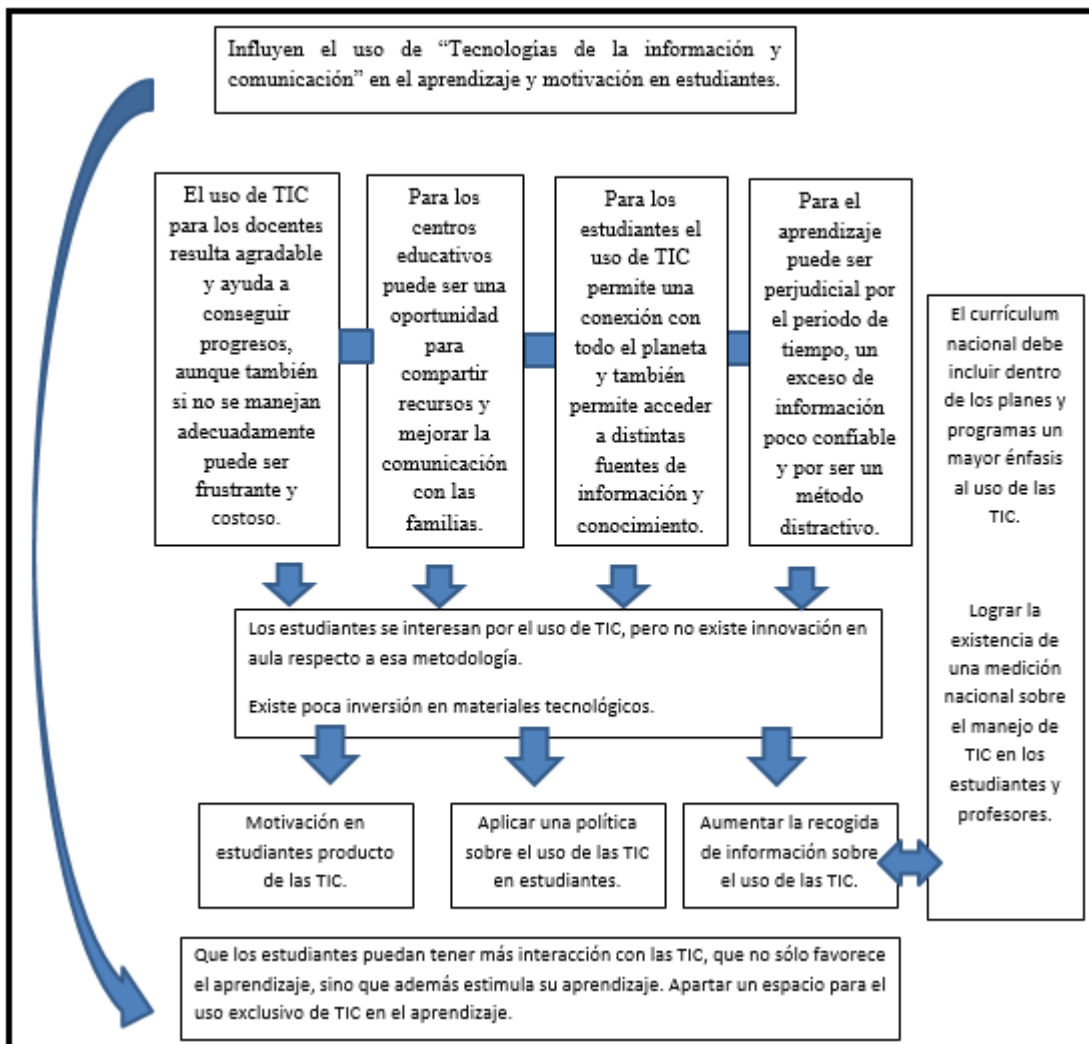 Influyen el uso de “Tecnologías de la información y
comunicación” en el aprendizaje y motivación en estudiantes.
El uso de TIC
para los docentes
resulta agradable
y ayuda a
conseguir
progresos,
aunque también
si no se manejan
adecuadamente
puede ser
frustrante y
costoso.
Para los
centros
educativos
puede ser una
oportunidad
para
compartir
recursos y
mejorar la
comunicación
con las
familias.
Para los
estudiantes el
uso de TIC
permite una
conexión con
todo el planeta
y también
permite acceder
a distintas
fuentes de
información y
conocimiento.
Para el
aprendizaje
puede ser
perjudicial por
el periodo de
tiempo, un
exceso de
información
poco confiable
y por ser un
método
distractivo.
El currículum
nacional debe
incluir dentro
de los planes y
programas un
mayor énfasis
al uso de las
TIC.
Lograr la
existencia de
una medición
nacional sobre
el manejo de
TIC en los
estudiantes y
profesores.
Los estudiantes se interesan por el uso de TIC, pero no existe innovación en
aula respecto a esa metodología.
Existe poca inversión en materiales tecnológicos.
Motivación en
estudiantes producto
de las TIC.
Aplicar una política
sobre el uso de las TIC
en estudiantes.
Aumentar la recogida
de información sobre
el uso de las TIC.
Que los estudiantes puedan tener más interacción con las TIC, que no sólo favorece
el aprendizaje, sino que además estimula su aprendizaje. Apartar un espacio para el
uso exclusivo de TIC en el aprendizaje.